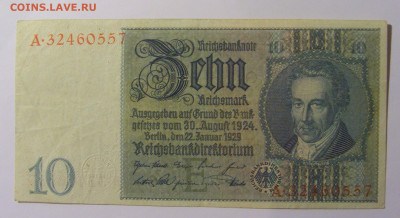 COINS.LAVE.RU
A·32460557
Reichsbanknote
10
10
Zehn
Reichsmark
Ausgegeben auf Grund des Bank-
gesetzes vom 30. August 1924.
Berlin, den 22. Januar 1929
Reichsbankdirektorium
10
A·32460557